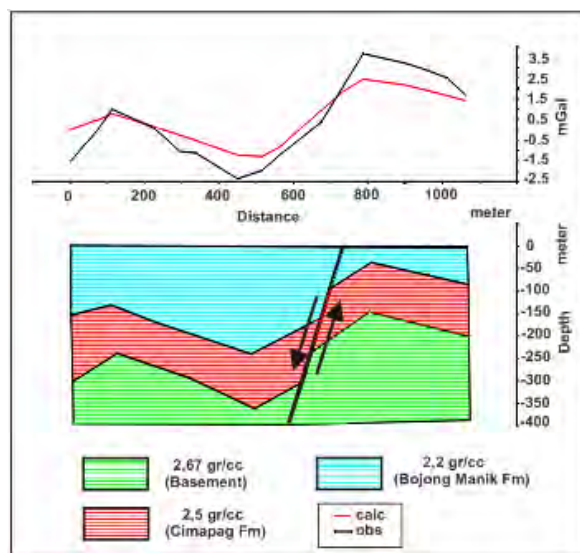 3.5
2.5
1.5
0.5
-0.5
-1.5
-2.5
mGal
0 200 400 600 800 1000
Distance meter
meter
0
-50
-100
-150
-200
-250
-300
-350
-400
Depth
2,67 gr/cc
(Basement)
2,2 gr/cc
(Bojong Manik Fm)
2,5 gr/cc
(Cimapag Fm)
calc
obs